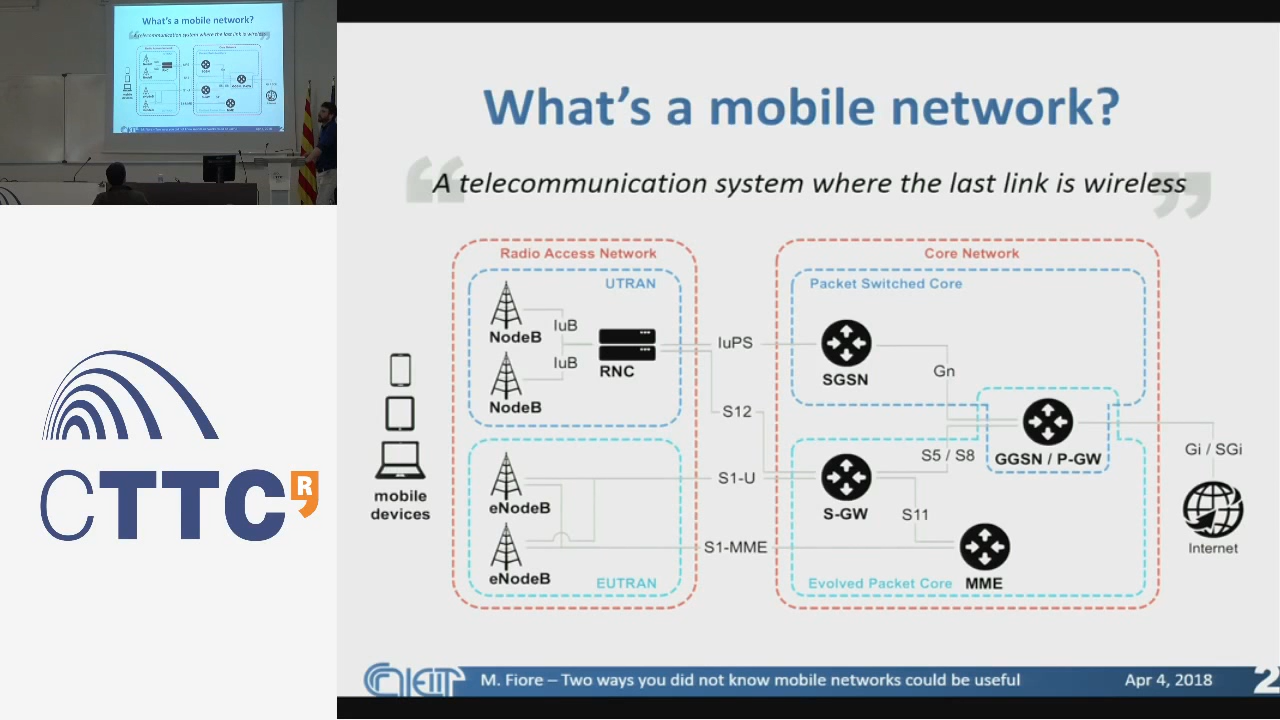 What's a mobile network?
“ A telecommunication system where the last link is wireless ”
Radio Access Network
Core Network
UTRAN
Packet Switched Core
NodeB
IuB
IuB
RNC
NodeB
IuPS
SGSN
Gn
S12
GGSN / P-GW
S5 / S8
Gi / SGi
mobile
devices
eNodeB
S1-U
S-GW
S11
Internet
eNodeB
S1-MME
EUTRAN
Evolved Packet Core
MME
M. Fiore – Two ways you did not know mobile networks could be useful
Apr 4, 2018
2
CTTC R
What's a mobile network?